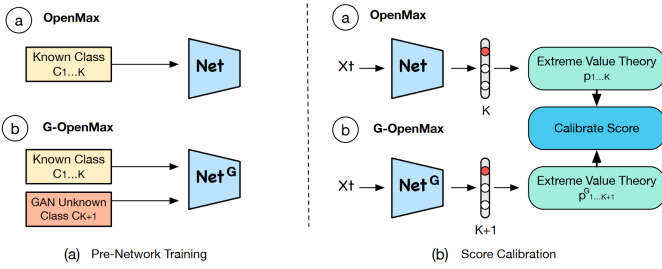 a OpenMax
Known Class
C1...K
Net
b G-OpenMax
Known Class
C1...K
GAN Unknown
Class CK+1
Net G
(a) Pre-Network Training
a OpenMax
Xt
Net
K
Extreme Value Theory
p1...K
Calibrate Score
b G-OpenMax
Xt
Net G
K+1
Extreme Value Theory
pG1...K+1
(b) Score Calibration